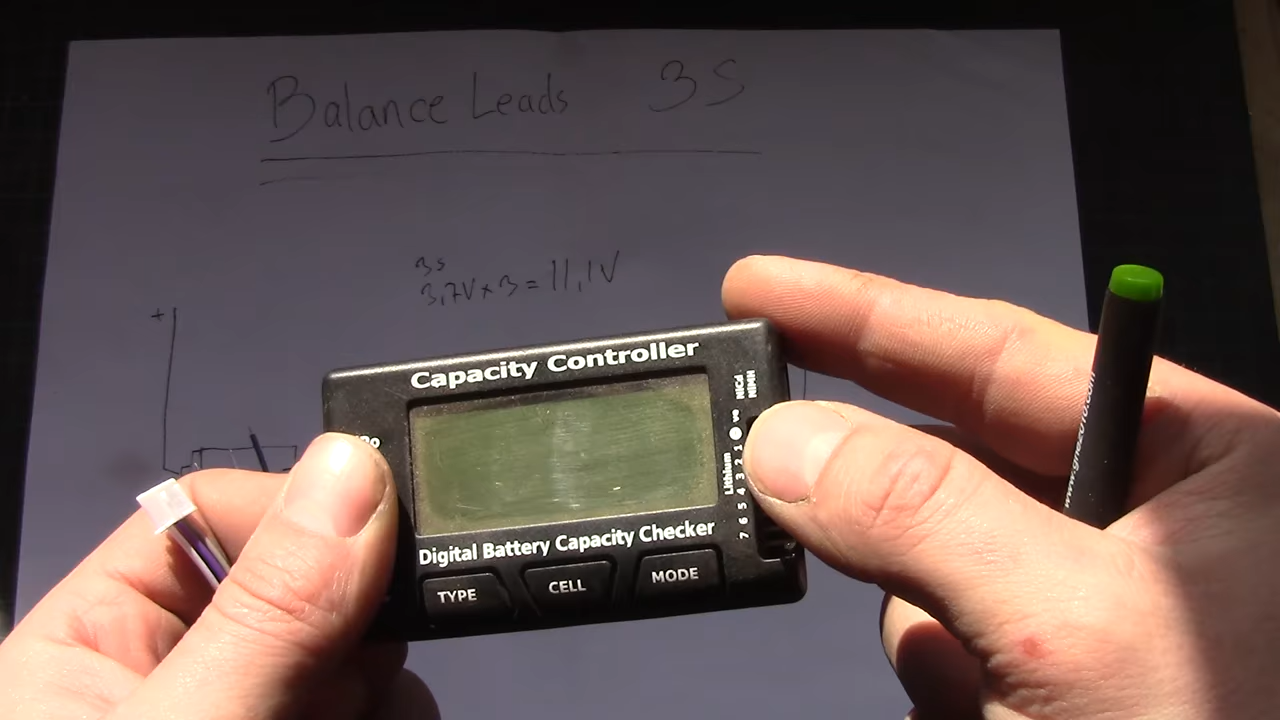 Balance Leads 3S
3s
3,7V x 3 = 11,1V
+
Capacity Controller
NiCd
NiMH
-ve
Lithium
1 2 3 4 5 6 7
Digital Battery Capacity Checker
TYPE CELL MODE